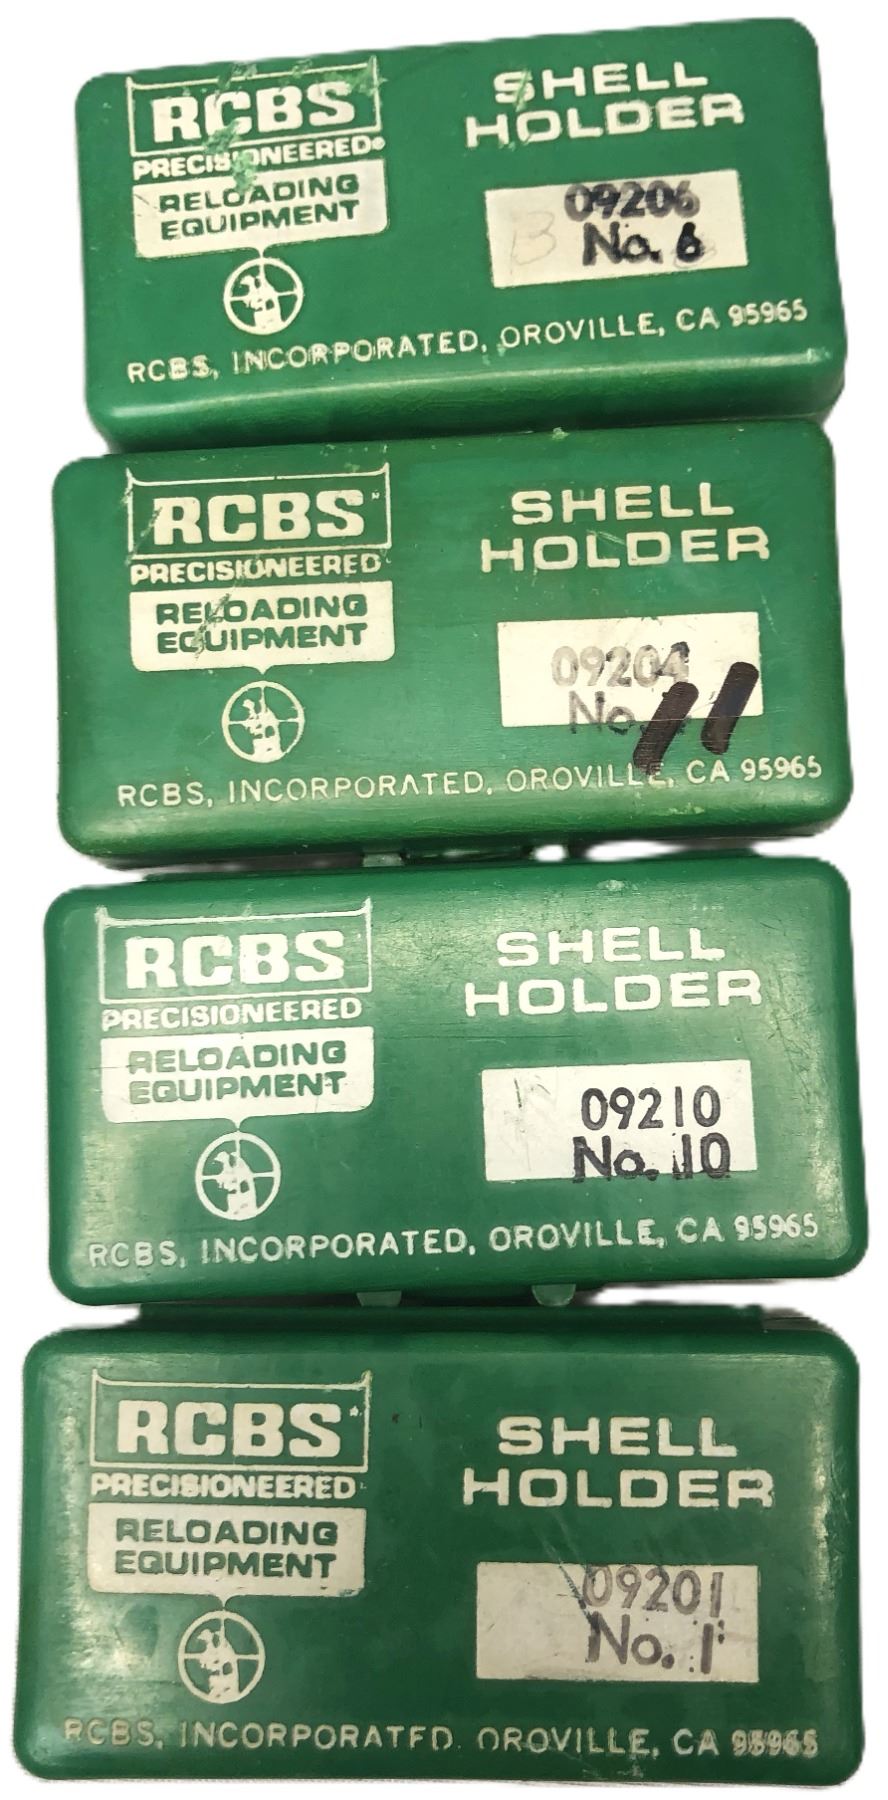 RCBS
PRECISIONEERED®
RELOADING
EQUIPMENT
SHELL
HOLDER
B
09206
No. 6
RCBS, INCORPORATED, OROVILLE, CA 95965
RCBS
PRECISIONEERED
RELOADING
EQUIPMENT
SHELL
HOLDER
09204
No. 11
RCBS, INCORPORATED, OROVILLE, CA 95965
RCBS
PRECISIONEERED
RELOADING
EQUIPMENT
SHELL
HOLDER
09210
No. 10
RCBS, INCORPORATED, OROVILLE, CA 95965
RCBS
PRECISIONEERED
RELOADING
EQUIPMENT
SHELL
HOLDER
09201
No. 1
RCBS, INCORPORATED. OROVILLE, CA 95965